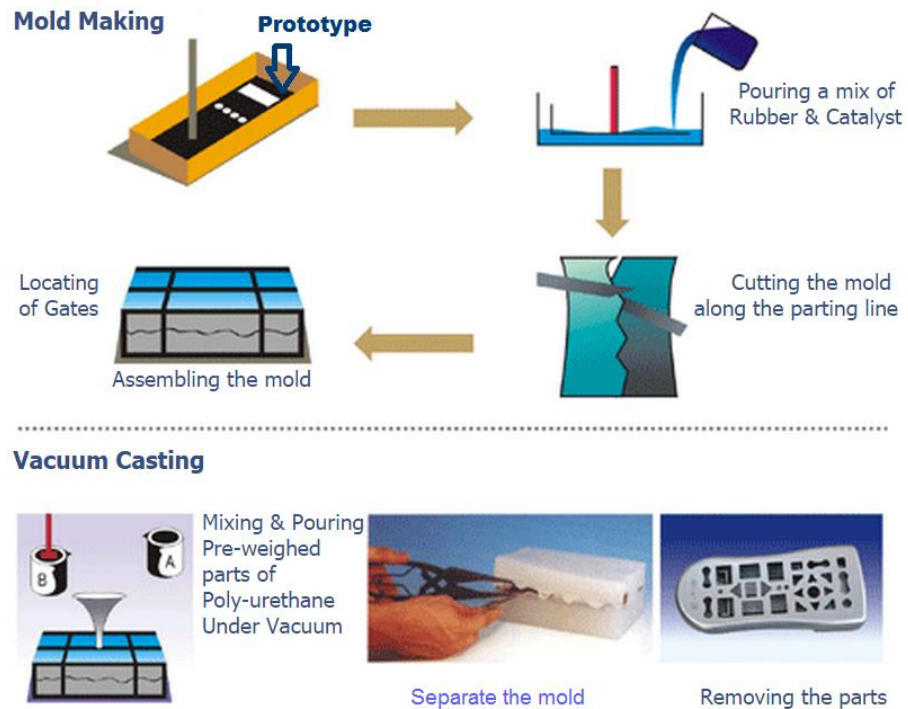 Mold Making
Prototype
Pouring a mix of
Rubber & Catalyst
Locating
of Gates
Assembling the mold
Cutting the mold
along the parting line
Vacuum Casting
B
A
Mixing & Pouring
Pre-weighed
parts of
Poly-urethane
Under Vacuum
Separate the mold
Removing the parts